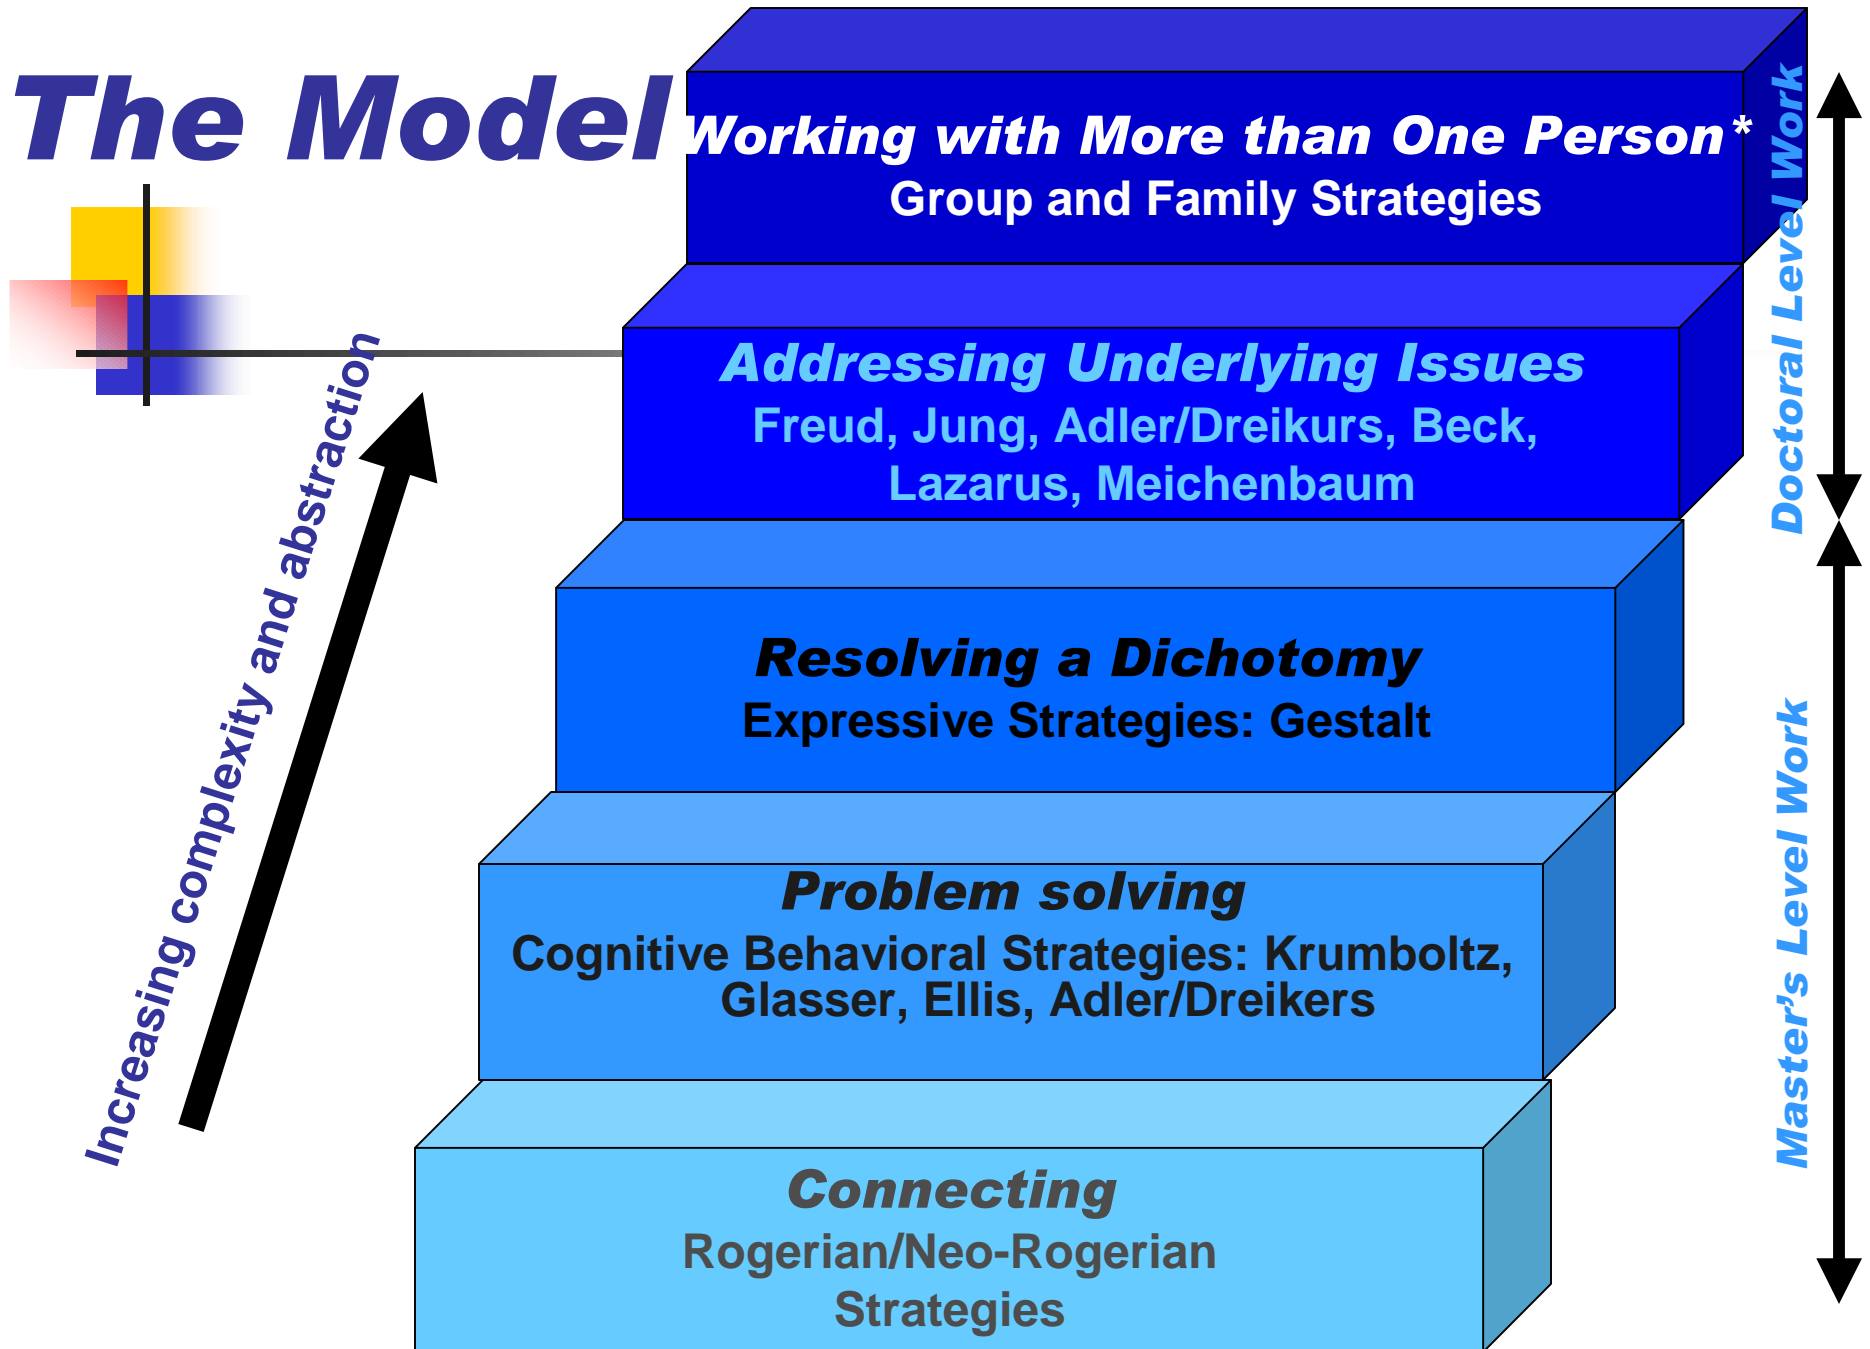 The Model
Working with More than One Person*
Group and Family Strategies
Addressing Underlying Issues
Freud, Jung, Adler/Dreikurs, Beck,
Lazarus, Meichenbaum
Resolving a Dichotomy
Expressive Strategies: Gestalt
Problem solving
Cognitive Behavioral Strategies: Krumboltz,
Glasser, Ellis, Adler/Dreikers
Connecting
Rogerian/Neo-Rogerian
Strategies
Increasing complexity and abstraction
Doctoral Level Work
Master’s Level Work